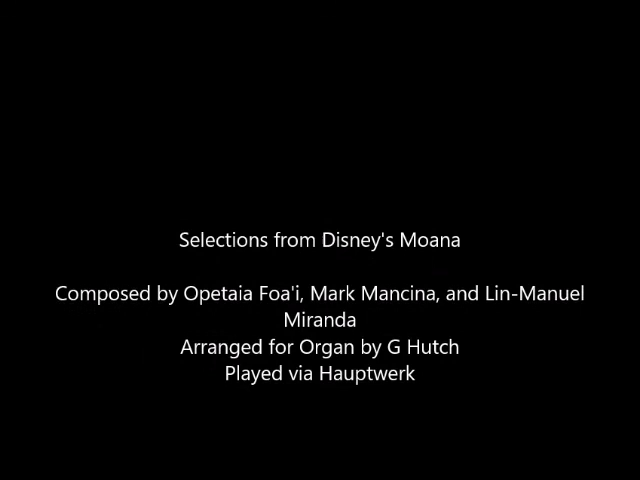 Selections from Disney's Moana
Composed by Opetaia Foa'i, Mark Mancina, and Lin-Manuel
Miranda
Arranged for Organ by G Hutch
Played via Hauptwerk